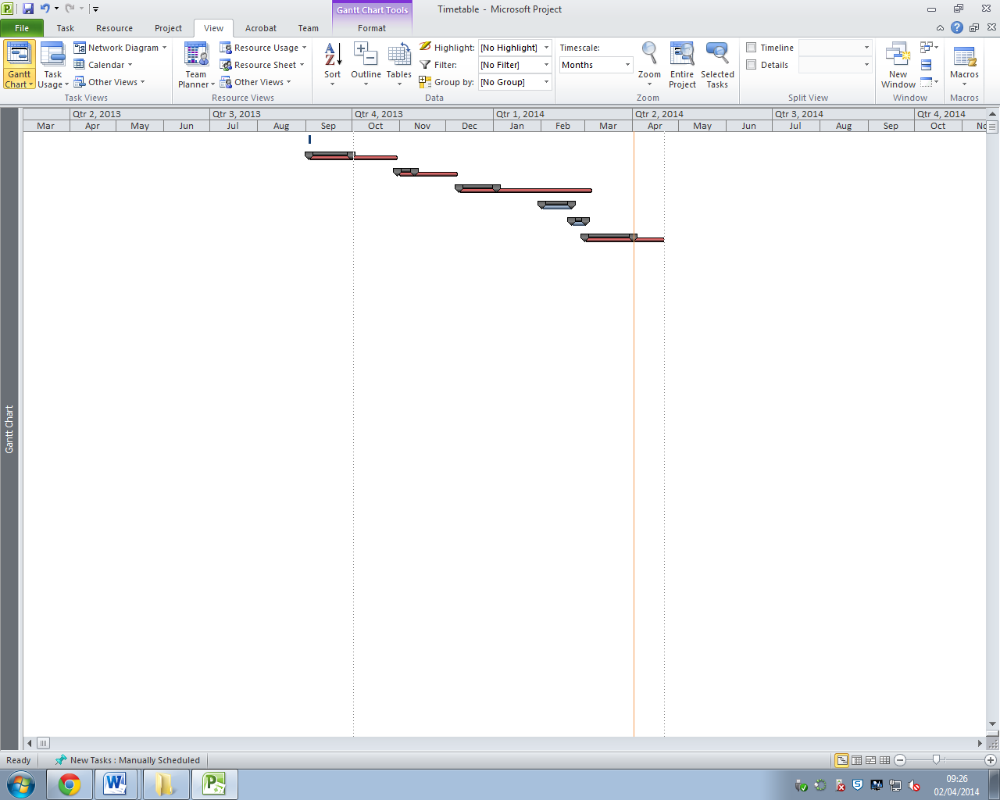 Gantt Chart Tools
Timetable - Microsoft Project
File Task Resource Project View Acrobat Team Format
Gantt Chart
Task Usage
Network Diagram
Calendar
Other Views
Task Views
Team Planner
Resource Usage
Resource Sheet
Other Views
Resource Views
Sort
Outline
Tables
Highlight: [No Highlight]
Filter: [No Filter]
Group by: [No Group]
Data
Timescale:
Months
Zoom
Entire Project
Selected Tasks
Zoom
Timeline
Details
Split View
New Window
Window
Macros
Macros
Qtr 2, 2013 Qtr 3, 2013 Qtr 4, 2013 Qtr 1, 2014 Qtr 2, 2014 Qtr 3, 2014 Qtr 4, 2014
Mar Apr May Jun Jul Aug Sep Oct Nov Dec Jan Feb Mar Apr May Jun Jul Aug Sep Oct No
Gantt Chart
Ready New Tasks : Manually Scheduled
09:26
02/04/2014